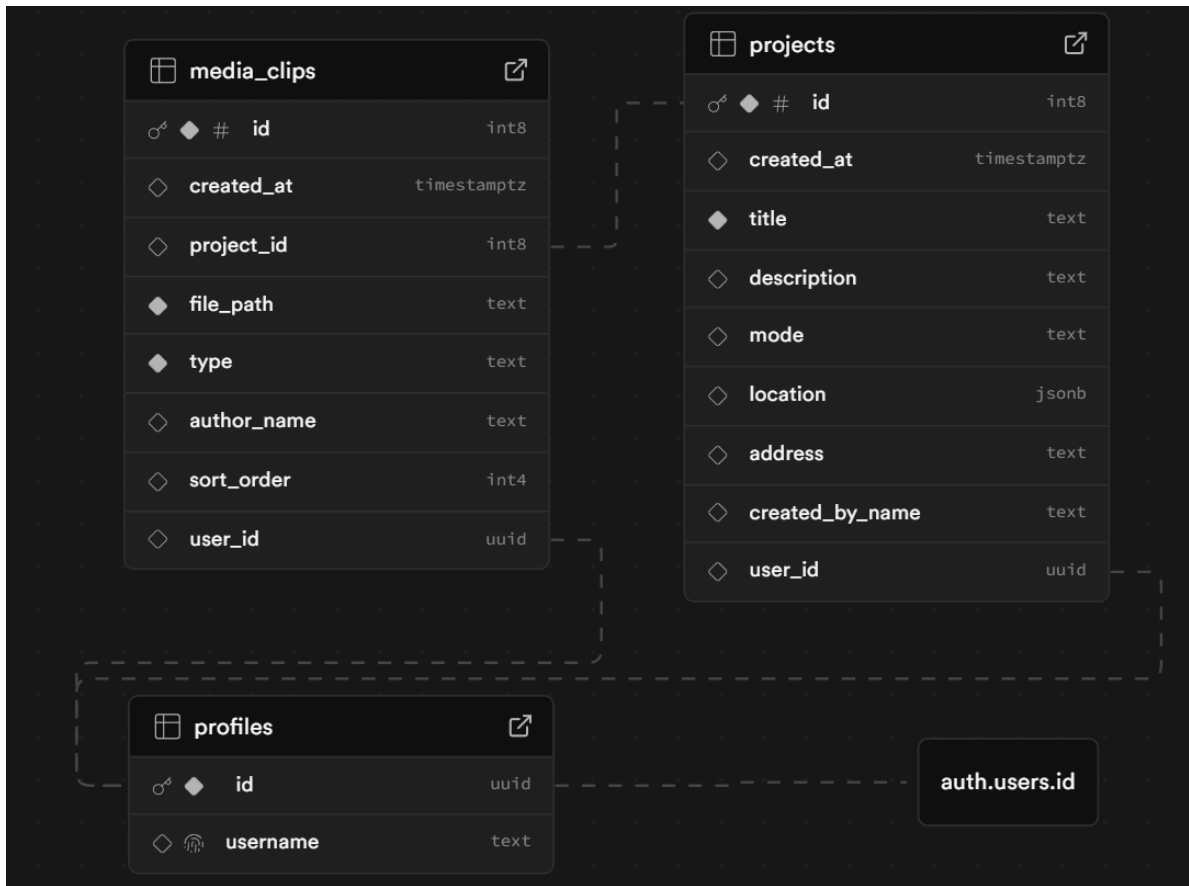 media_clips
# id int8
created_at timestamptz
project_id int8
file_path text
type text
author_name text
sort_order int4
user_id uuid
projects
# id int8
created_at timestamptz
title text
description text
mode text
location jsonb
address text
created_by_name text
user_id uuid
profiles
id uuid
username text
auth.users.id